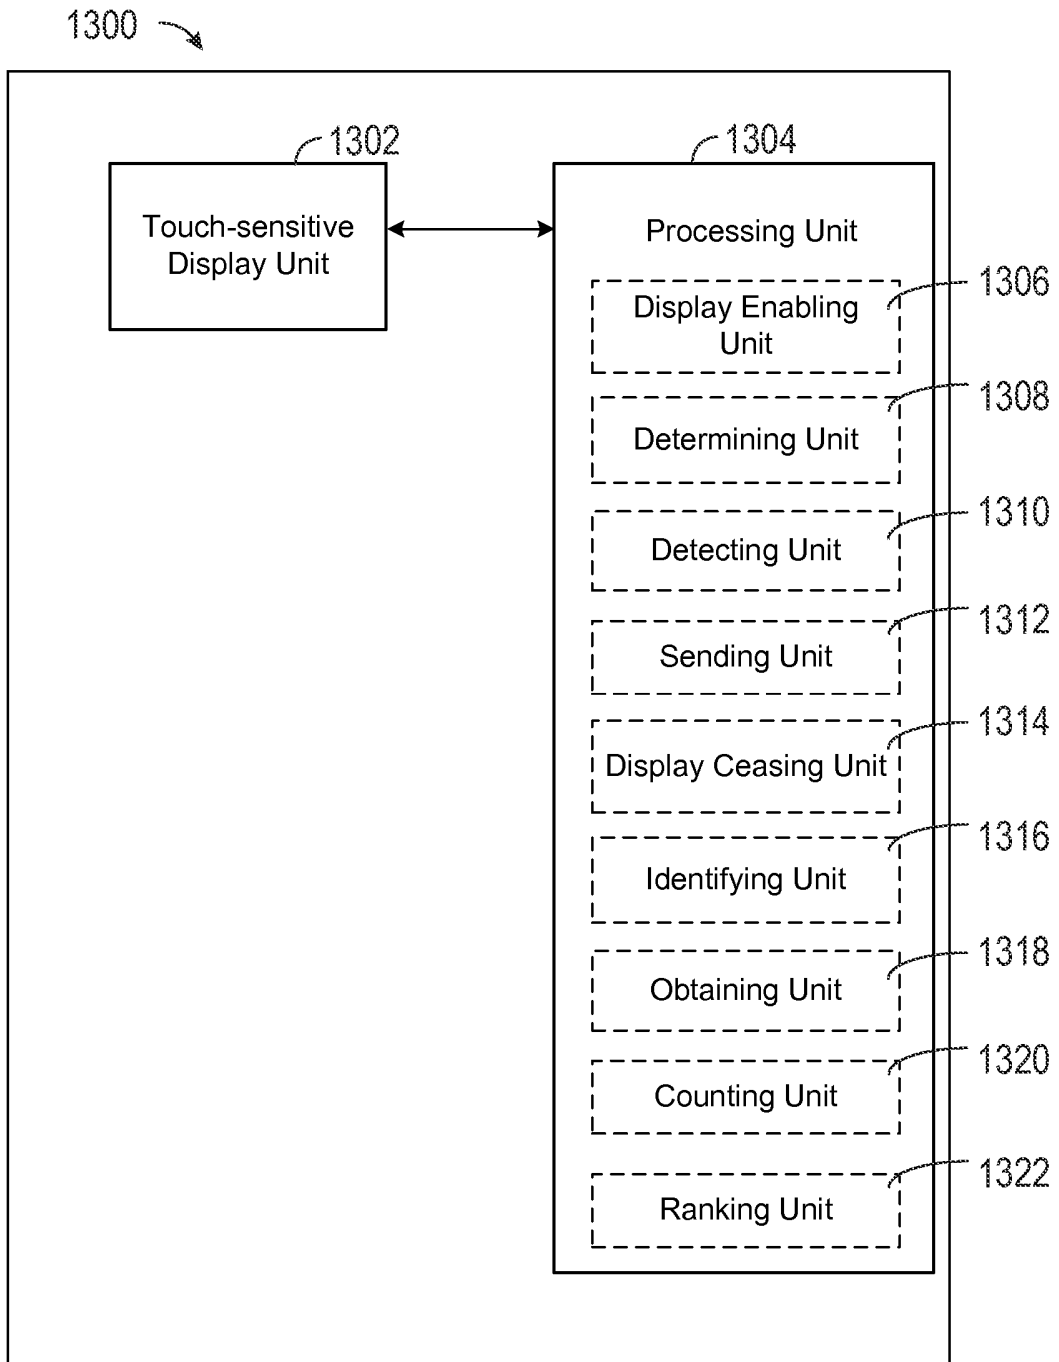 1300
1302
1304
Touch-sensitive
Display Unit
Processing Unit
1306
Display Enabling
Unit
1308
Determining Unit
1310
Detecting Unit
1312
Sending Unit
1314
Display Ceasing Unit
1316
Identifying Unit
1318
Obtaining Unit
1320
Counting Unit
1322
Ranking Unit